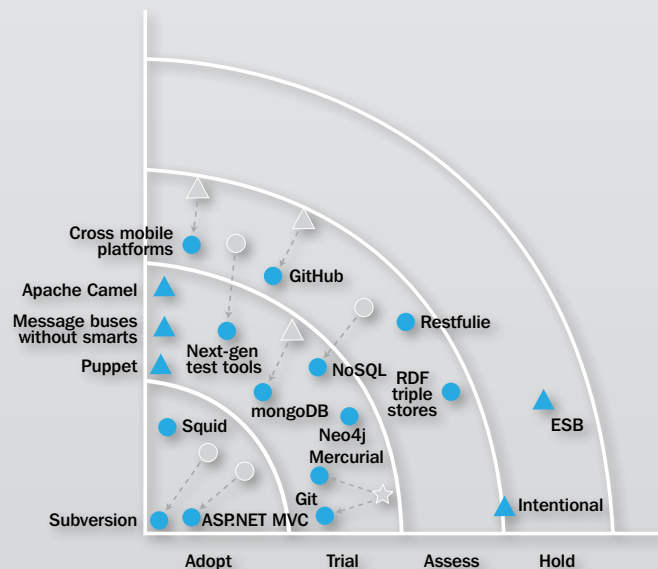 Cross mobile
platforms
GitHub
Apache Camel
Message buses
without smarts
Restfulie
Next-gen
test tools
Puppet
NoSQL
RDF
triple
stores
mongoDB
ESB
Squid
Neo4j
Mercurial
Git
Intentional
Subversion
ASP.NET MVC
Adopt
Trial
Assess
Hold